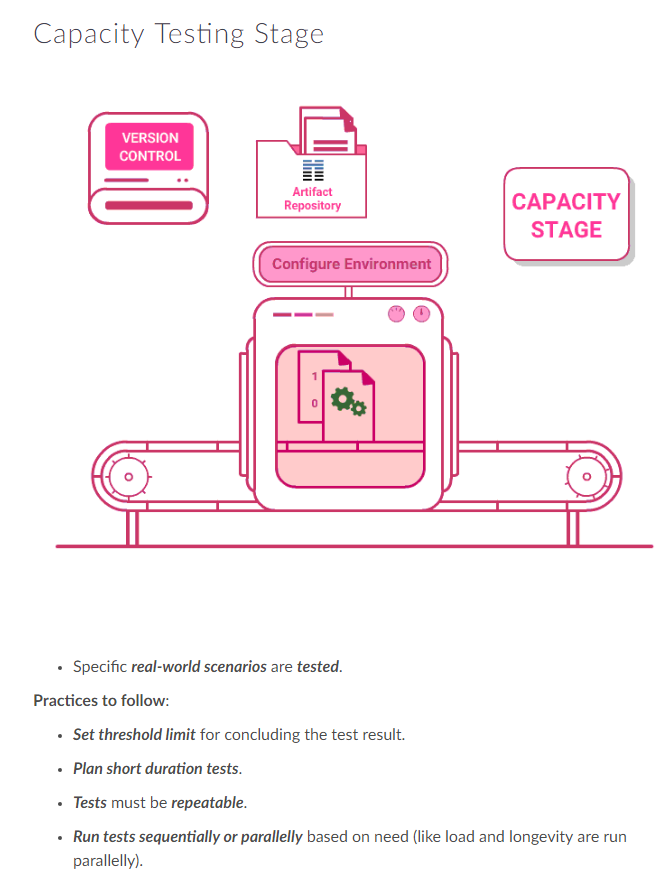 Capacity Testing Stage
VERSION
CONTROL
Artifact
Repository
CAPACITY
STAGE
Configure Environment
1
0
Specific real-world scenarios are tested.
Practices to follow:
Set threshold limit for concluding the test result.
Plan short duration tests.
Tests must be repeatable.
Run tests sequentially or parallelly based on need (like load and longevity are run
parallelly).